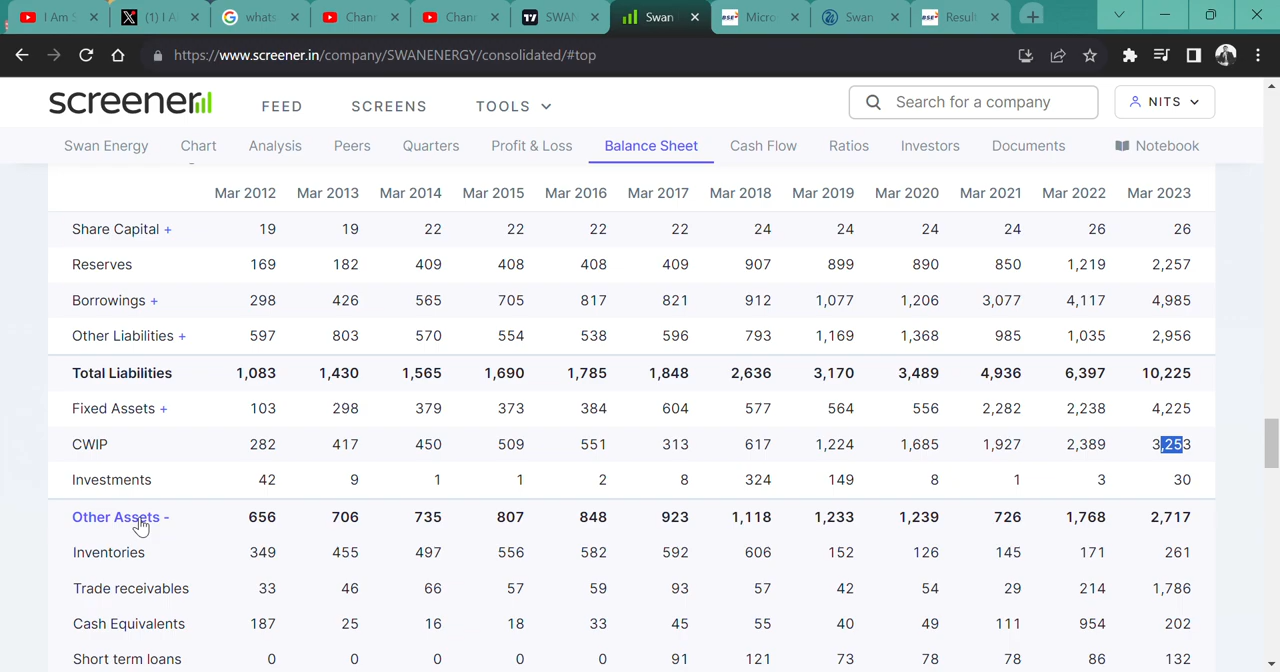 I Am S
(1) I A
whats
Chann
Chann
SWAN
Swan
Micro
Swan
Result
https://www.screener.in/company/SWANENERGY/consolidated/#top
screener
FEED SCREENS TOOLS
Search for a company
NITS
Swan Energy Chart Analysis Peers Quarters Profit & Loss Balance Sheet Cash Flow Ratios Investors Documents Notebook
Mar 2012 Mar 2013 Mar 2014 Mar 2015 Mar 2016 Mar 2017 Mar 2018 Mar 2019 Mar 2020 Mar 2021 Mar 2022 Mar 2023
Share Capital + 19 19 22 22 22 22 24 24 24 24 26 26
Reserves 169 182 409 408 408 409 907 899 890 850 1,219 2,257
Borrowings + 298 426 565 705 817 821 912 1,077 1,206 3,077 4,117 4,985
Other Liabilities + 597 803 570 554 538 596 793 1,169 1,368 985 1,035 2,956
Total Liabilities 1,083 1,430 1,565 1,690 1,785 1,848 2,636 3,170 3,489 4,936 6,397 10,225
Fixed Assets + 103 298 379 373 384 604 577 564 556 2,282 2,238 4,225
CWIP 282 417 450 509 551 313 617 1,224 1,685 1,927 2,389 3,253
Investments 42 9 1 1 2 8 324 149 8 1 3 30
Other Assets - 656 706 735 807 848 923 1,118 1,233 1,239 726 1,768 2,717
Inventories 349 455 497 556 582 592 606 152 126 145 171 261
Trade receivables 33 46 66 57 59 93 57 42 54 29 214 1,786
Cash Equivalents 187 25 16 18 33 45 55 40 49 111 954 202
Short term loans 0 0 0 0 0 91 121 73 78 78 86 132